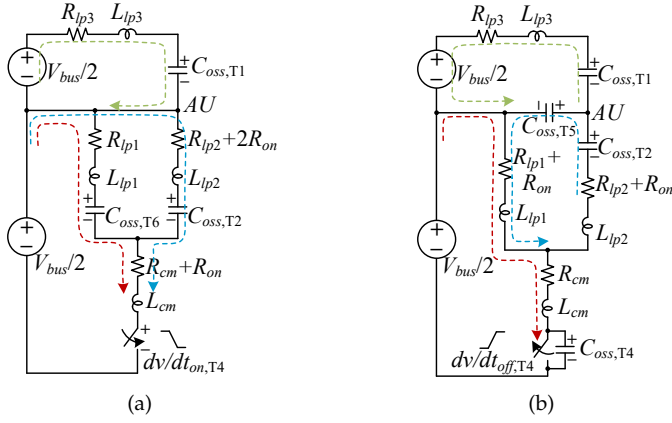 R_lp3 L_lp3
V_bus/2
C_oss,T1
AU
R_lp1
R_lp2+2R_on
L_lp1
L_lp2
C_oss,T6
C_oss,T2
V_bus/2
R_cm+R_on
L_cm
dv/dt_on,T4
(a)
R_lp3 L_lp3
V_bus/2
C_oss,T1
AU
C_oss,T5
C_oss,T2
R_lp1+
R_on
R_lp2+R_on
L_lp1
L_lp2
V_bus/2
R_cm
L_cm
dv/dt_off,T4
C_oss,T4
(b)